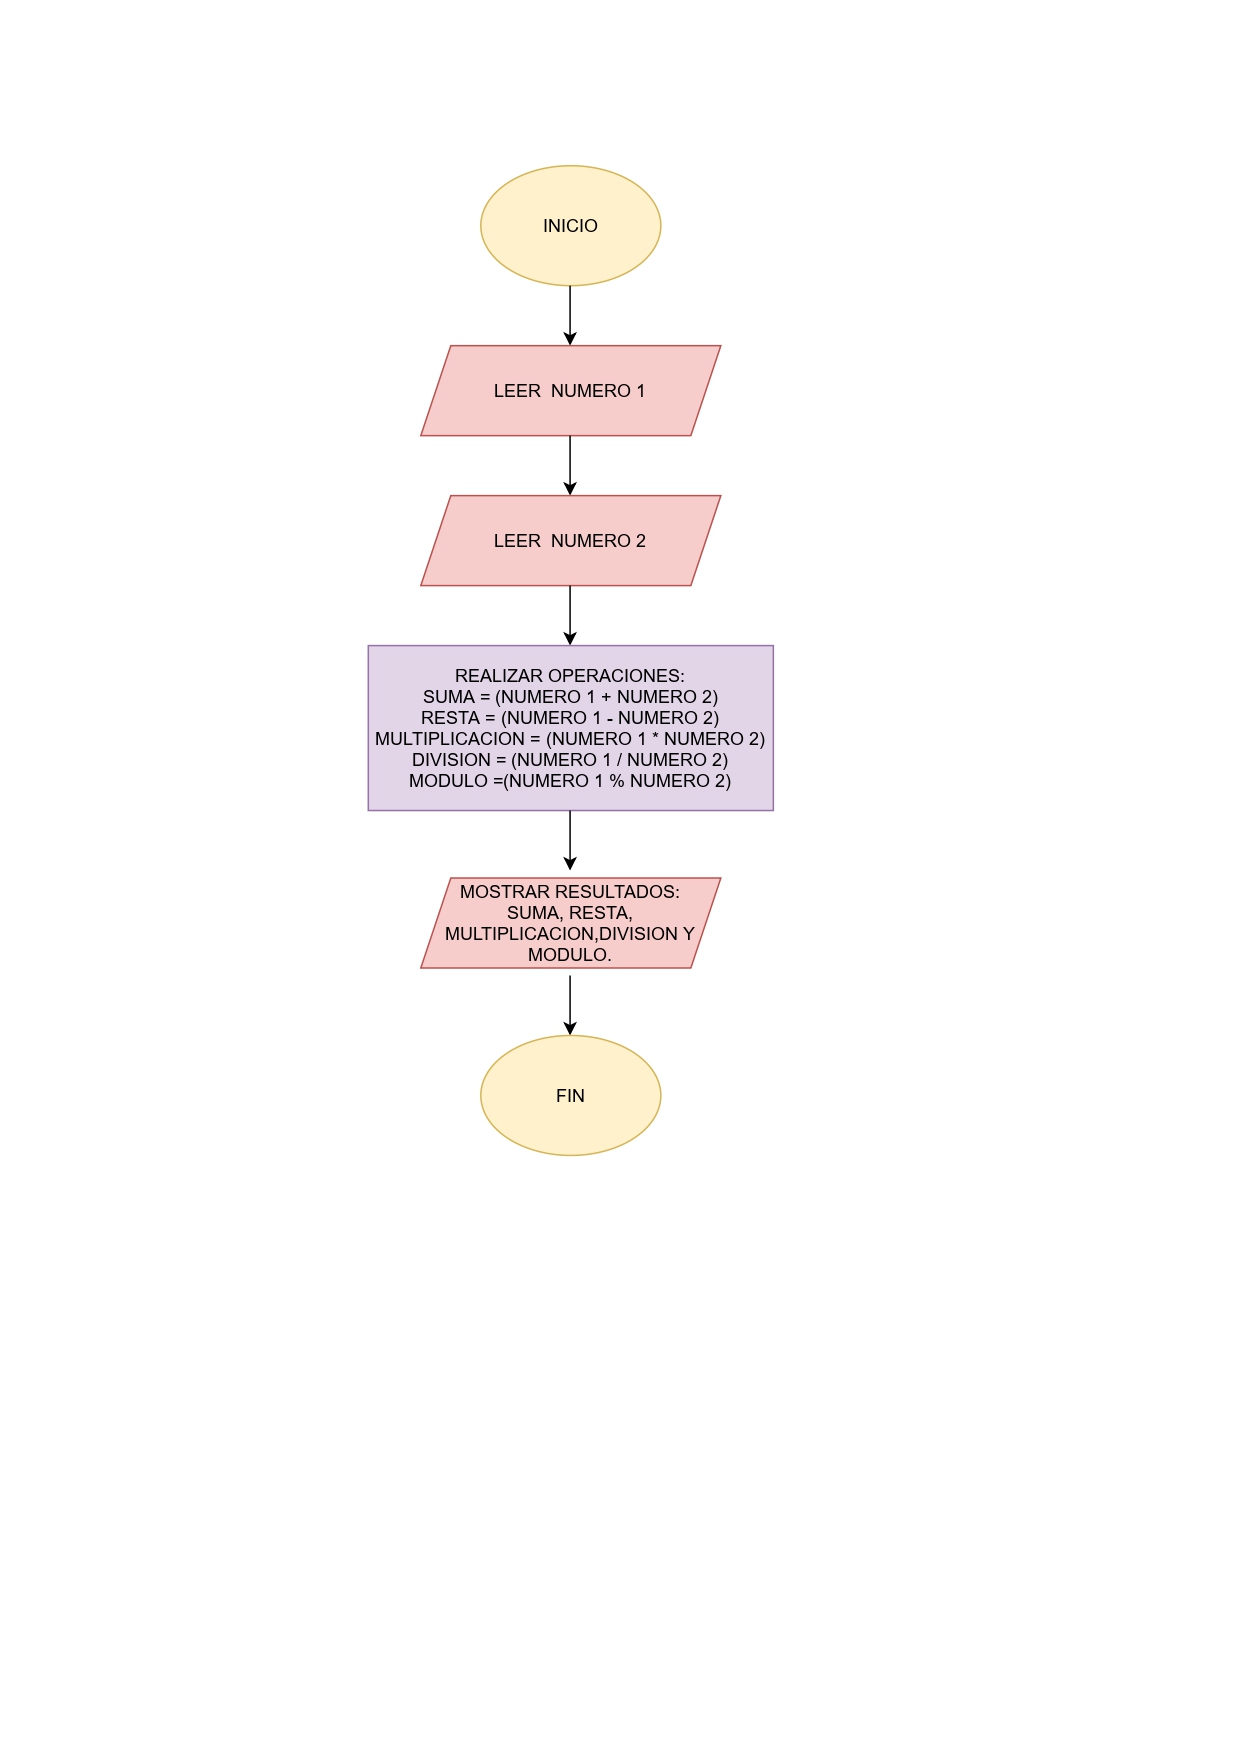 INICIO
LEER  NUMERO 1
LEER  NUMERO 2
REALIZAR OPERACIONES:
SUMA = (NUMERO 1 + NUMERO 2)
RESTA = (NUMERO 1 - NUMERO 2)
MULTIPLICACION = (NUMERO 1 * NUMERO 2)
DIVISION = (NUMERO 1 / NUMERO 2)
MODULO =(NUMERO 1 % NUMERO 2)
MOSTRAR RESULTADOS:
SUMA, RESTA,
MULTIPLICACION,DIVISION Y
MODULO.
FIN